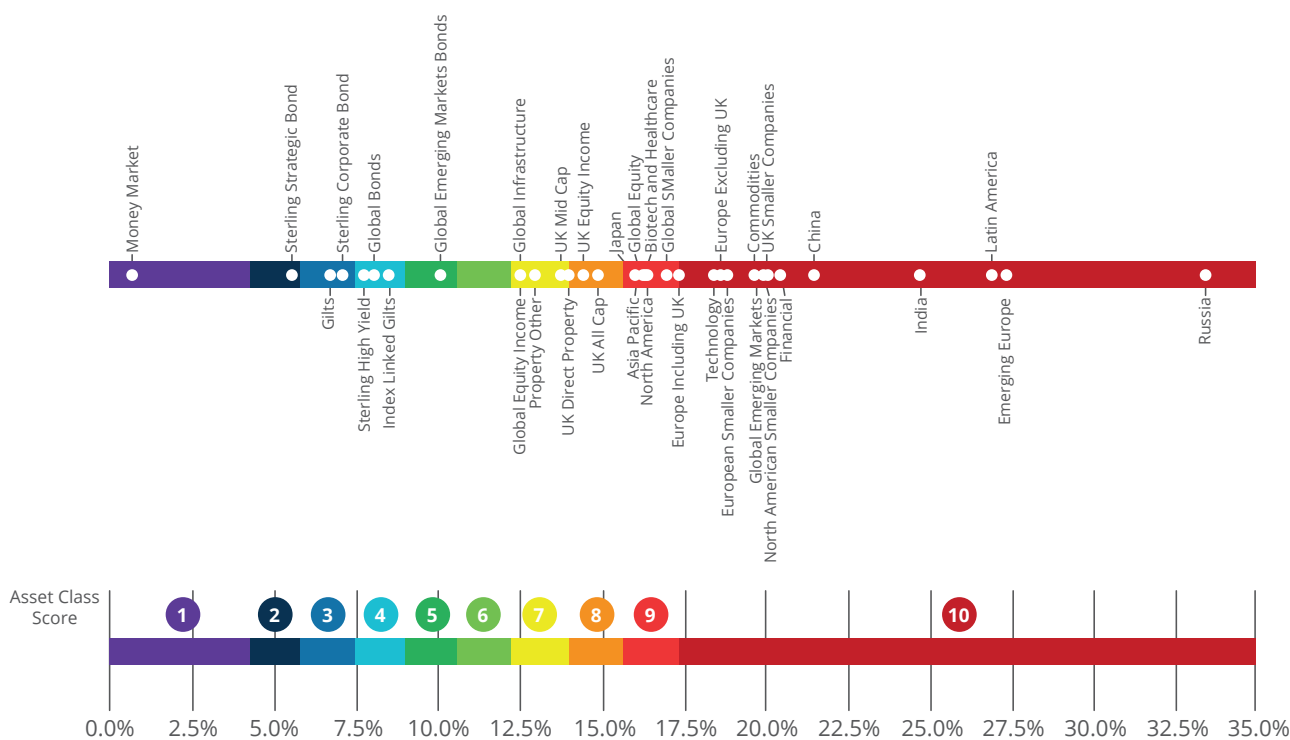 Money Market
Sterling Strategic Bond
Sterling Corporate Bond
Global Bonds
Global Emerging Markets Bonds
Global Infrastructure
UK Mid Cap
UK Equity Income
Japan
Global Equity
Biotech and Healthcare
Global SMaller Companies
Europe Excluding UK
Commodities
UK Smaller Companies
China
Latin America
Gilts
Sterling High Yield
Index Linked Gilts
Global Equity Income
Property Other
UK Direct Property
UK All Cap
Asia Pacific
North America
Europe Including UK
Technology
European Smaller Companies
Global Emerging Markets
North American Smaller Companies
Financial
India
Emerging Europe
Russia
Asset Class
Score
1 2 3 4 5 6 7 8 9 10
0.0% 2.5% 5.0% 7.5% 10.0% 12.5% 15.0% 17.5% 20.0% 22.5% 25.0% 27.5% 30.0% 32.5% 35.0%